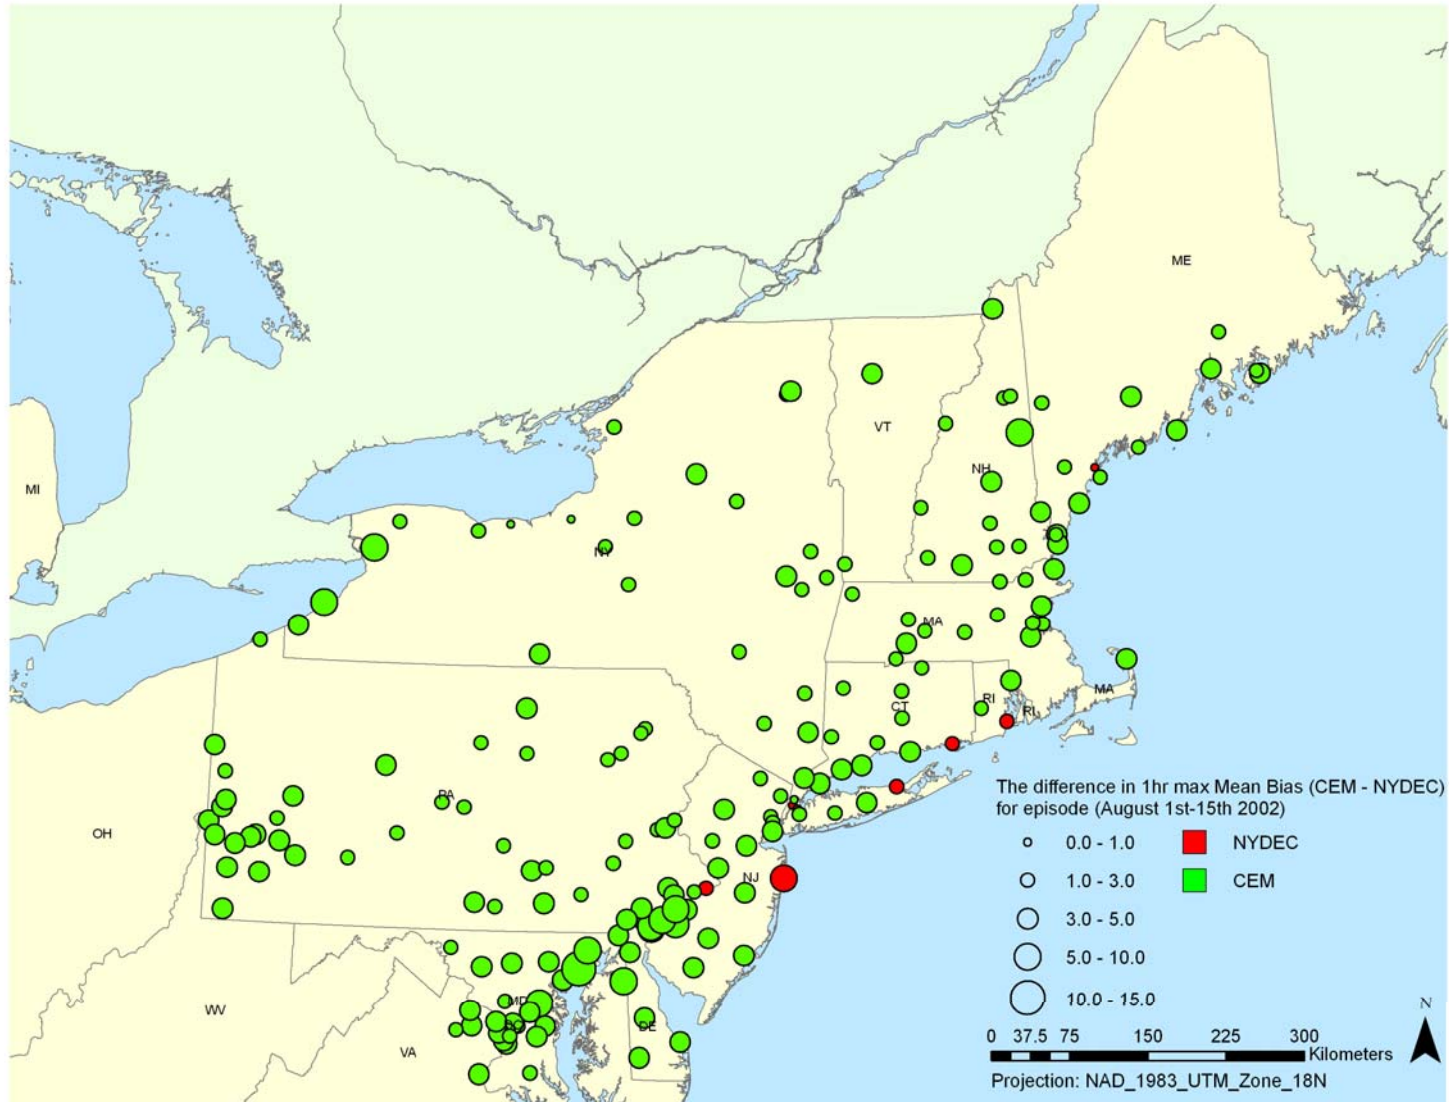 ME
VT
NH
MI
NY
MA
MA
RI
RI
CT
PA
OH
NJ
MD
WV
DE
VA
The difference in 1hr max Mean Bias (CEM - NYDEC)
for episode (August 1st-15th 2002)
0.0 - 1.0 NYDEC
1.0 - 3.0 CEM
3.0 - 5.0
5.0 - 10.0
10.0 - 15.0
N
0 37.5 75 150 225 300
Kilometers
Projection: NAD_1983_UTM_Zone_18N